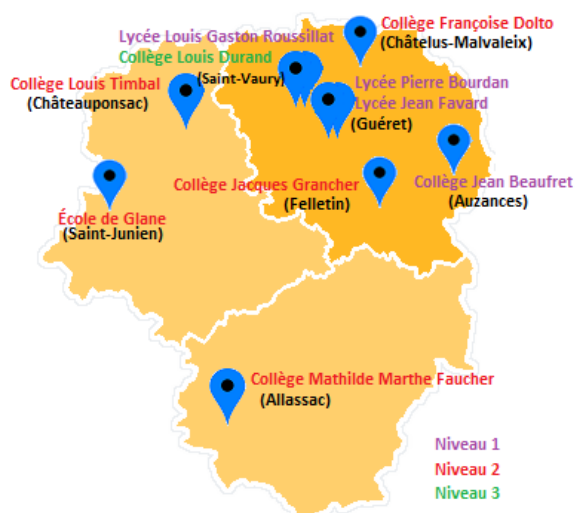 Collège Françoise Dolto
(Châtelus-Malvaleix)
Lycée Louis Gaston Roussillat
Collège Louis Durand
(Saint-Vaury)
Collège Louis Timbal
(Châteauponsac)
Lycée Pierre Bourdan
Lycée Jean Favard
(Guéret)
Collège Jacques Grancher
(Felletin)
Collège Jean Beaufret
(Auzances)
École de Glane
(Saint-Junien)
Collège Mathilde Marthe Faucher
(Allassac)
Niveau 1
Niveau 2
Niveau 3